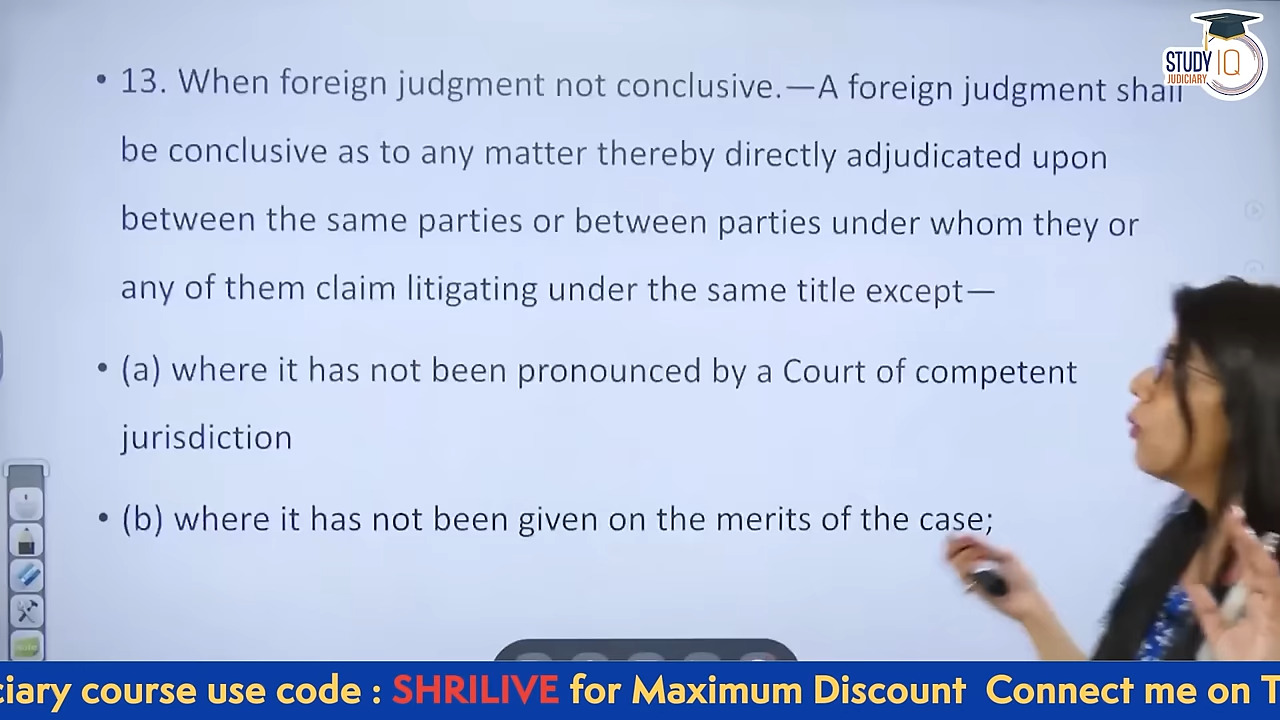 STUDY IQ
JUDICIARY
• 13. When foreign judgment not conclusive.—A foreign judgment shall
be conclusive as to any matter thereby directly adjudicated upon
between the same parties or between parties under whom they or
any of them claim litigating under the same title except—
• (a) where it has not been pronounced by a Court of competent
jurisdiction
• (b) where it has not been given on the merits of the case;
ciary course use code : SHRILIVE for Maximum Discount Connect me on T